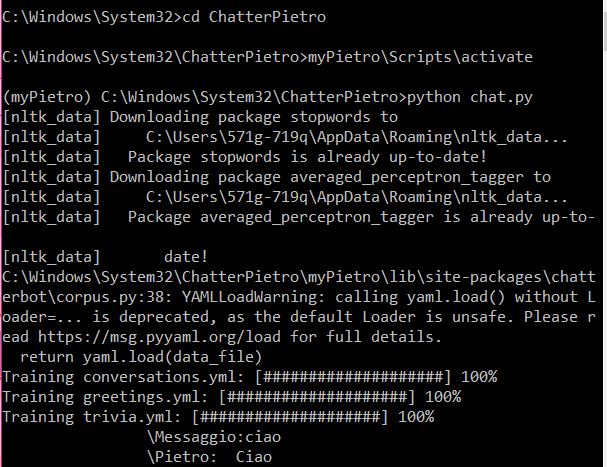 C:\Windows\System32>cd ChatterPietro
C:\Windows\System32\ChatterPietro>myPietro\Scripts\activate
(myPietro) C:\Windows\System32\ChatterPietro>python chat.py
[nltk_data] Downloading package stopwords to
[nltk_data]     C:\Users\571g-719q\AppData\Roaming\nltk_data...
[nltk_data]   Package stopwords is already up-to-date!
[nltk_data] Downloading package averaged_perceptron_tagger to
[nltk_data]     C:\Users\571g-719q\AppData\Roaming\nltk_data...
[nltk_data]   Package averaged_perceptron_tagger is already up-to-
[nltk_data]       date!
C:\Windows\System32\ChatterPietro\myPietro\lib\site-packages\chatt
erbot\corpus.py:38: YAMLLoadWarning: calling yaml.load() without L
oader=... is deprecated, as the default Loader is unsafe. Please r
ead https://msg.pyyaml.org/load for full details.
  return yaml.load(data_file)
Training conversations.yml: [####################] 100%
Training greetings.yml: [####################] 100%
Training trivia.yml: [####################] 100%
                \Messaggio:ciao
                \Pietro:  Ciao